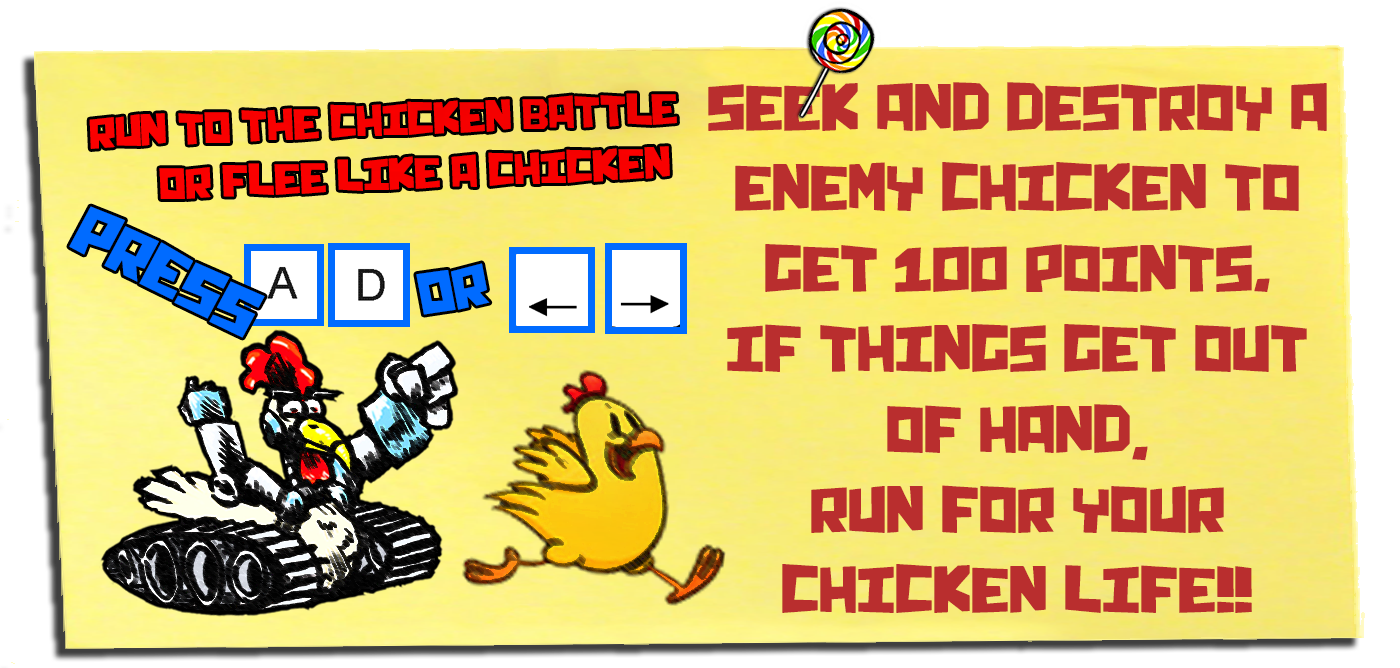 RUN TO THE CHICKEN BATTLE
OR FLEE LIKE A CHICKEN
PRESS A D OR ← →
SEEK AND DESTROY A
ENEMY CHICKEN TO
GET 100 POINTS.
IF THINGS GET OUT
OF HAND,
RUN FOR YOUR
CHICKEN LIFE!!